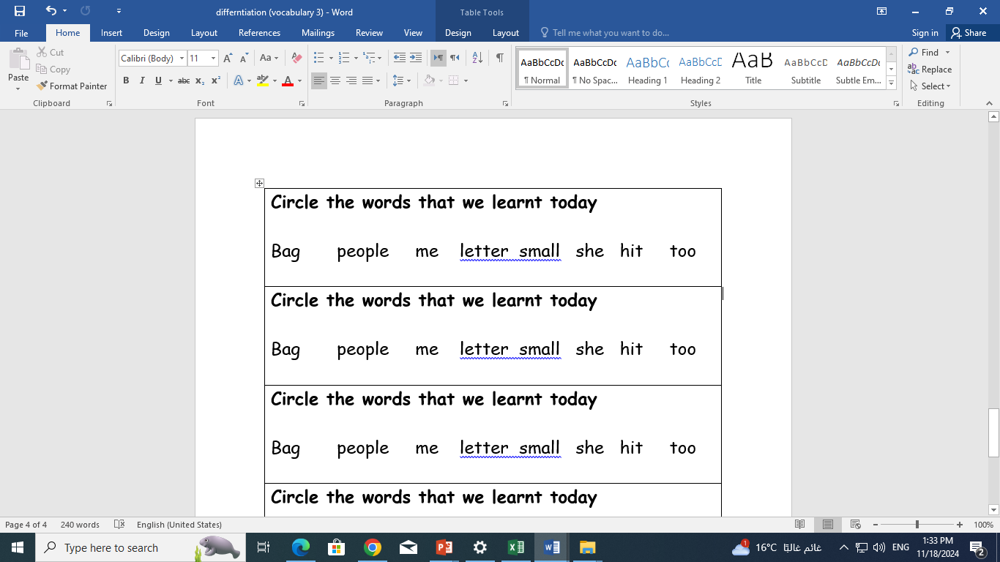 differntiation (vocabulary 3) - Word
Table Tools
File Home Insert Design Layout References Mailings Review View Design Layout Tell me what you want to do... Sign in Share
Paste
Cut
Copy
Format Painter
Clipboard
Calibri (Body) 11
Font
Paragraph
AaBbCcDc AaBbCcDc AaBbCc AaBbCcD AaB AaBbCcD AaBbCcDc
¶ Normal ¶ No Spac... Heading 1 Heading 2 Title Subtitle Subtle Em...
Styles
Find
Replace
Select
Editing
Circle the words that we learnt today
Bag people me letter small she hit too
Circle the words that we learnt today
Bag people me letter small she hit too
Circle the words that we learnt today
Bag people me letter small she hit too
Circle the words that we learnt today
Page 4 of 4 240 words English (United States) 100%
Type here to search
16°C غائم غالبًا ENG 1:33 PM
11/18/2024